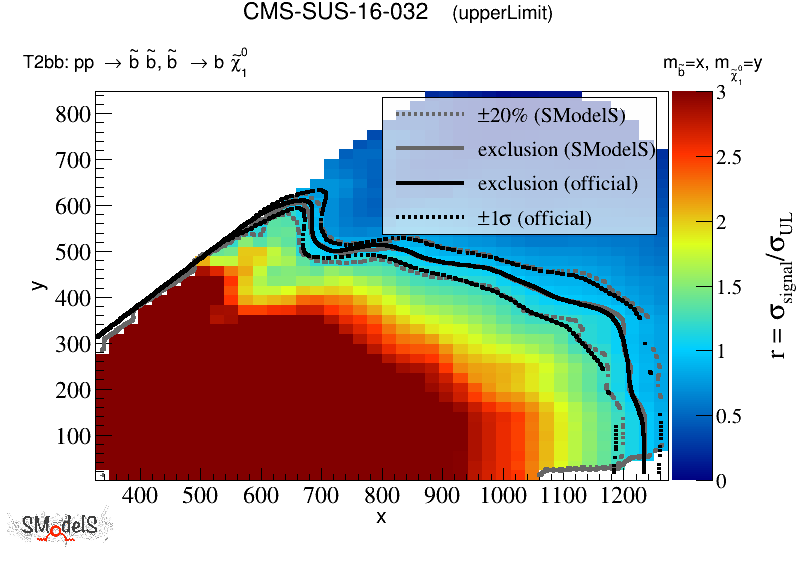 CMS-SUS-16-032 (upperLimit)
T2bb: pp → b̃ b̃, b̃ → b χ̃₁⁰
m_b̃=x, m_χ̃₁⁰=y
±20% (SModelS)
exclusion (SModelS)
exclusion (official)
±1σ (official)
800
700
600
500
400
300
200
100
y
400 500 600 700 800 900 1000 1100 1200
x
3
2.5
2
1.5
1
0.5
0
r = σ_signal/σ_UL
SModelS